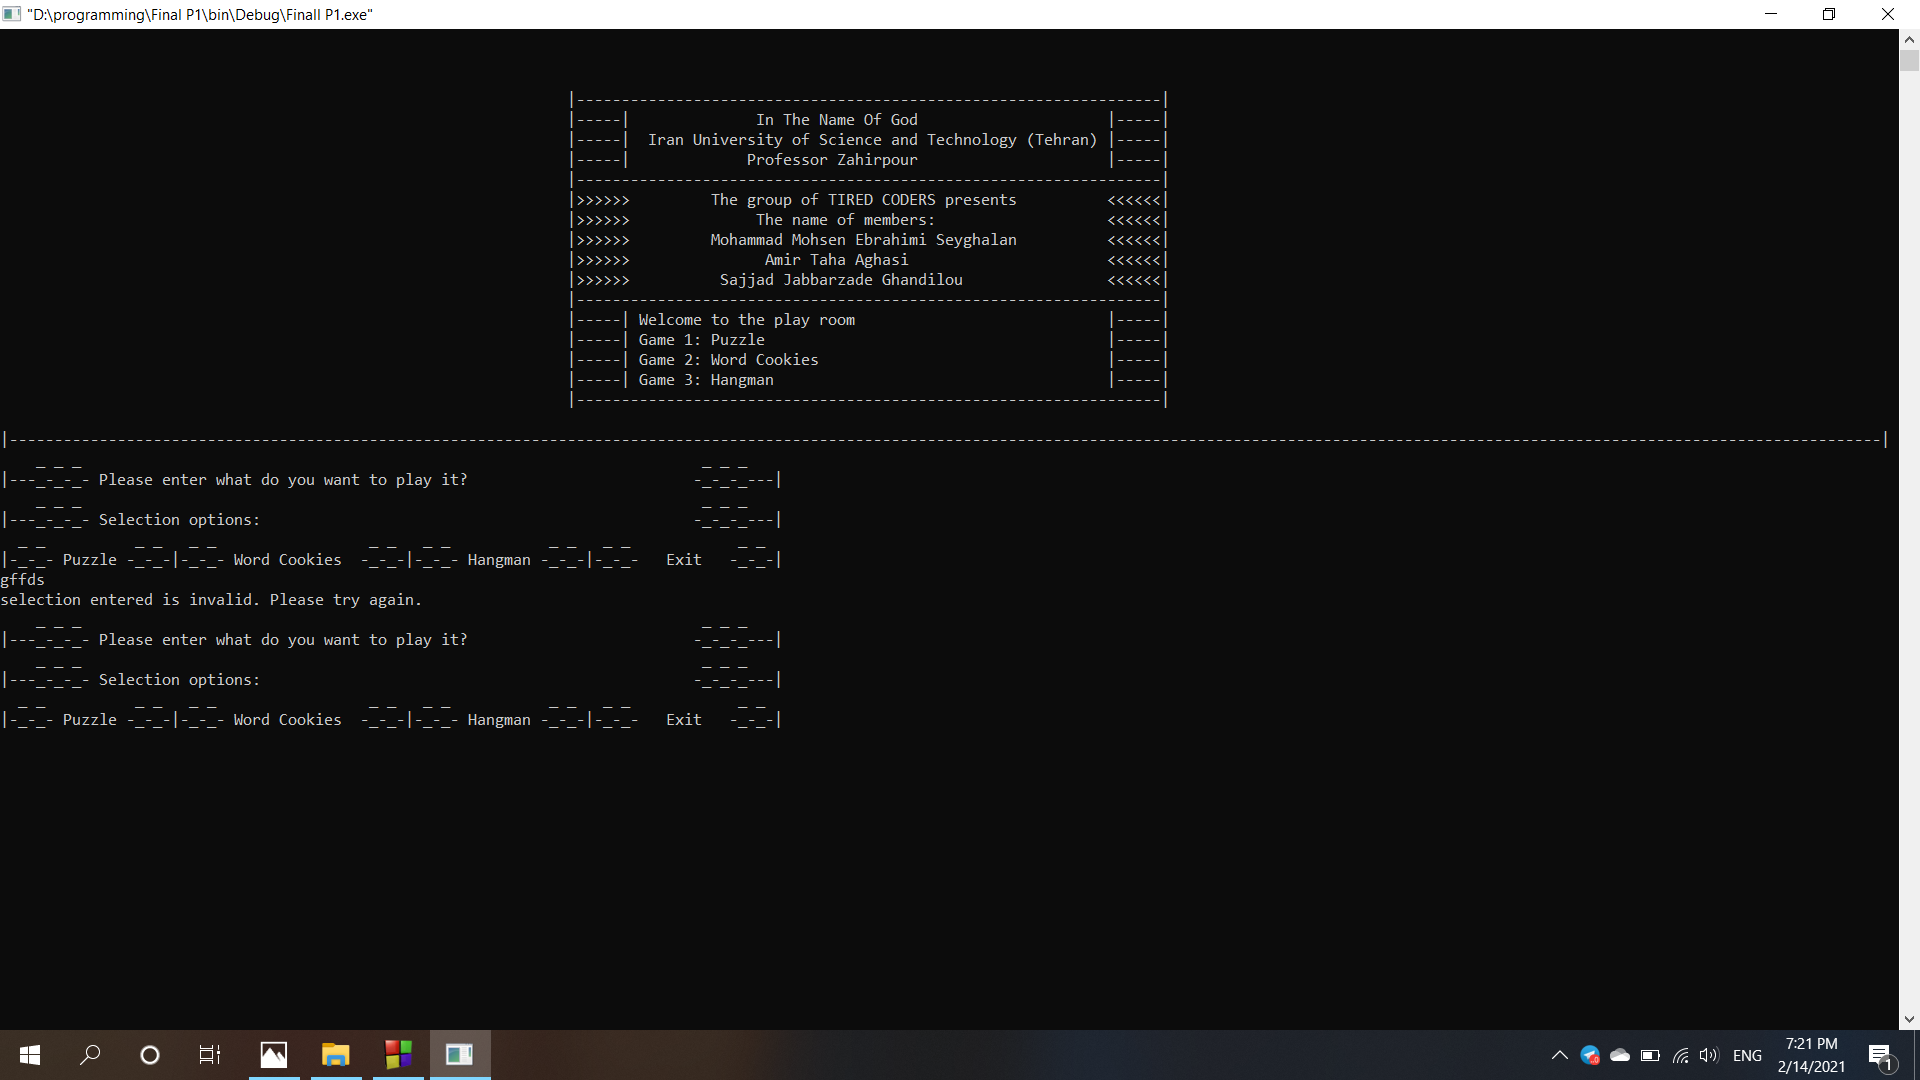 "D:\programming\Final P1\bin\Debug\Finall P1.exe"
|-----------------------------------------------------------------|
|-----| In The Name Of God |-----|
|-----| Iran University of Science and Technology (Tehran) |-----|
|-----| Professor Zahirpour |-----|
|-----------------------------------------------------------------|
|>>>>>> The group of TIRED CODERS presents <<<<<<|
|>>>>>> The name of members: <<<<<<|
|>>>>>> Mohammad Mohsen Ebrahimi Seyghalan <<<<<<|
|>>>>>> Amir Taha Aghasi <<<<<<|
|>>>>>> Sajjad Jabbarzade Ghandilou <<<<<<|
|-----------------------------------------------------------------|
|-----| Welcome to the play room |-----|
|-----| Game 1: Puzzle |-----|
|-----| Game 2: Word Cookies |-----|
|-----| Game 3: Hangman |-----|
|-----------------------------------------------------------------|
|---_-_-_- Please enter what do you want to play it? -_-_-_---|
|---_-_-_- Selection options: -_-_-_---|
|-_-_- Puzzle -_-_-|-_-_- Word Cookies -_-_-|-_-_- Hangman -_-_-|-_-_- Exit -_-_-|
gffds
selection entered is invalid. Please try again.
|---_-_-_- Please enter what do you want to play it? -_-_-_---|
|---_-_-_- Selection options: -_-_-_---|
|-_-_- Puzzle -_-_-|-_-_- Word Cookies -_-_-|-_-_- Hangman -_-_-|-_-_- Exit -_-_-|
ENG
7:21 PM
2/14/2021
1